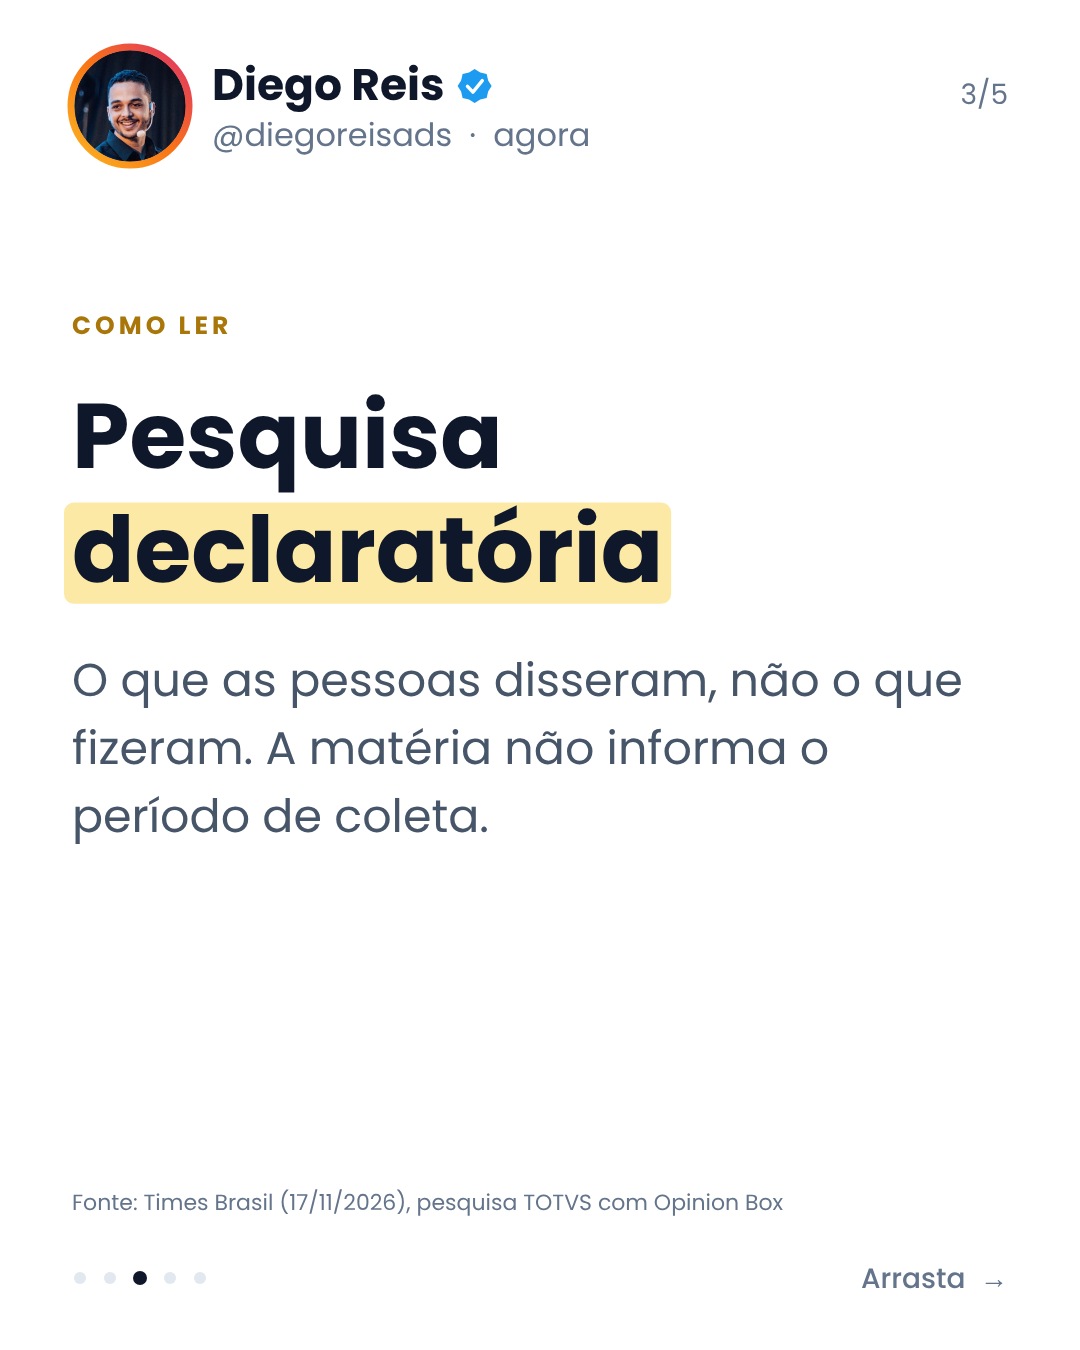 Diego Reis
@diegoreisads · agora
3/5
COMO LER
Pesquisa
declaratória
O que as pessoas disseram, não o que
fizeram. A matéria não informa o
período de coleta.
Fonte: Times Brasil (17/11/2026), pesquisa TOTVS com Opinion Box
Arrasta →